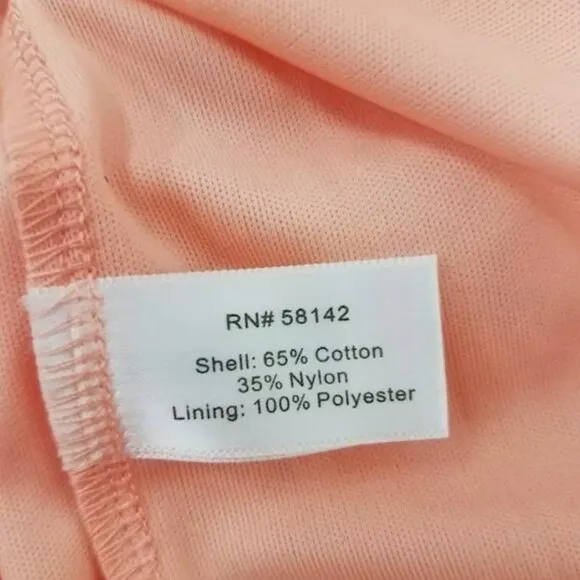 RN# 58142
Shell: 65% Cotton
35% Nylon
Lining: 100% Polyester